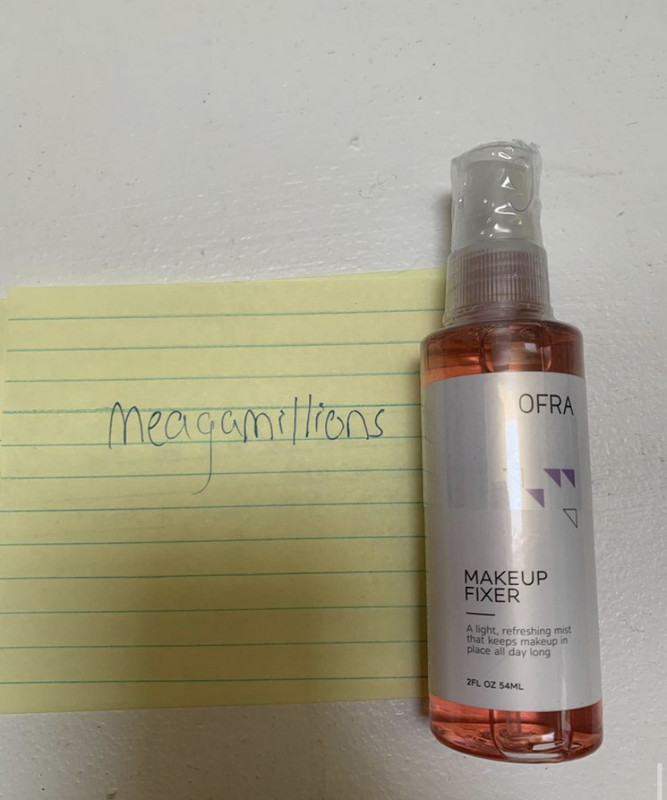 meagamillions
OFRA
MAKEUP
FIXER
A light, refreshing mist
that keeps makeup in
place all day long
2FL OZ 54ML